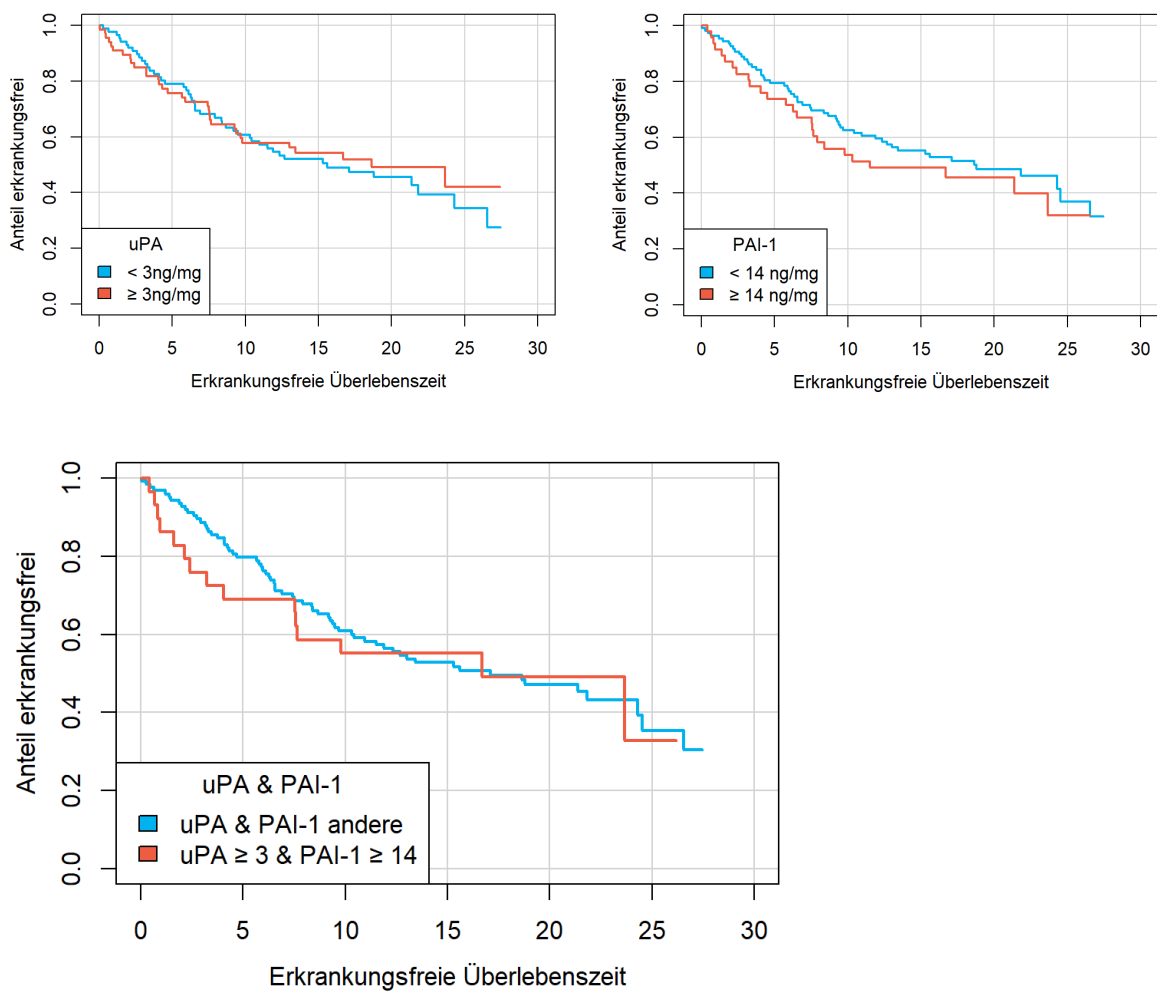 1.0
0.8
0.6
0.4
0.2
0.0
Anteil erkrankungsfrei
uPA
< 3ng/mg
≥ 3ng/mg
0 5 10 15 20 25 30
Erkrankungsfreie Überlebenszeit
1.0
0.8
0.6
0.4
0.2
0.0
Anteil erkrankungsfrei
PAI-1
< 14 ng/mg
≥ 14 ng/mg
0 5 10 15 20 25 30
Erkrankungsfreie Überlebenszeit
1.0
0.8
0.6
0.4
0.2
0.0
Anteil erkrankungsfrei
uPA & PAI-1
uPA & PAI-1 andere
uPA ≥ 3 & PAI-1 ≥ 14
0 5 10 15 20 25 30
Erkrankungsfreie Überlebenszeit